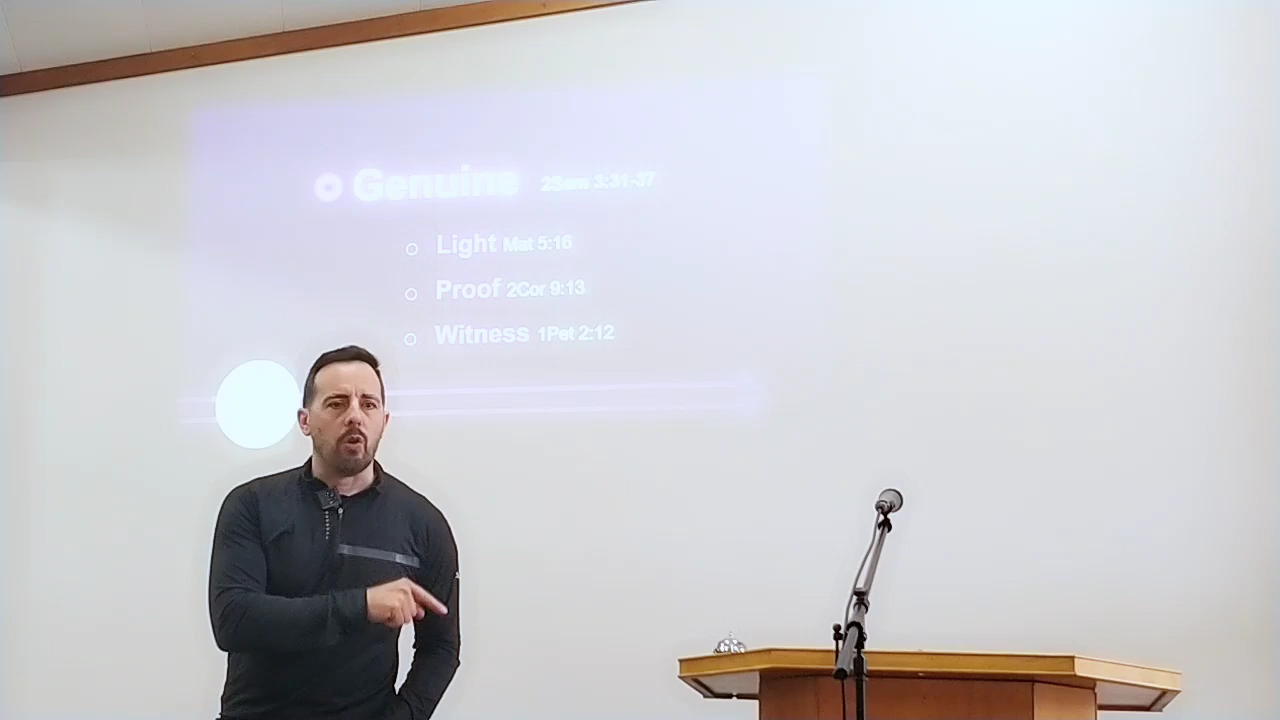 Genuine 2Sam 3:31-37
Light Mat 5:16
Proof 2Cor 9:13
Witness 1Pet 2:12